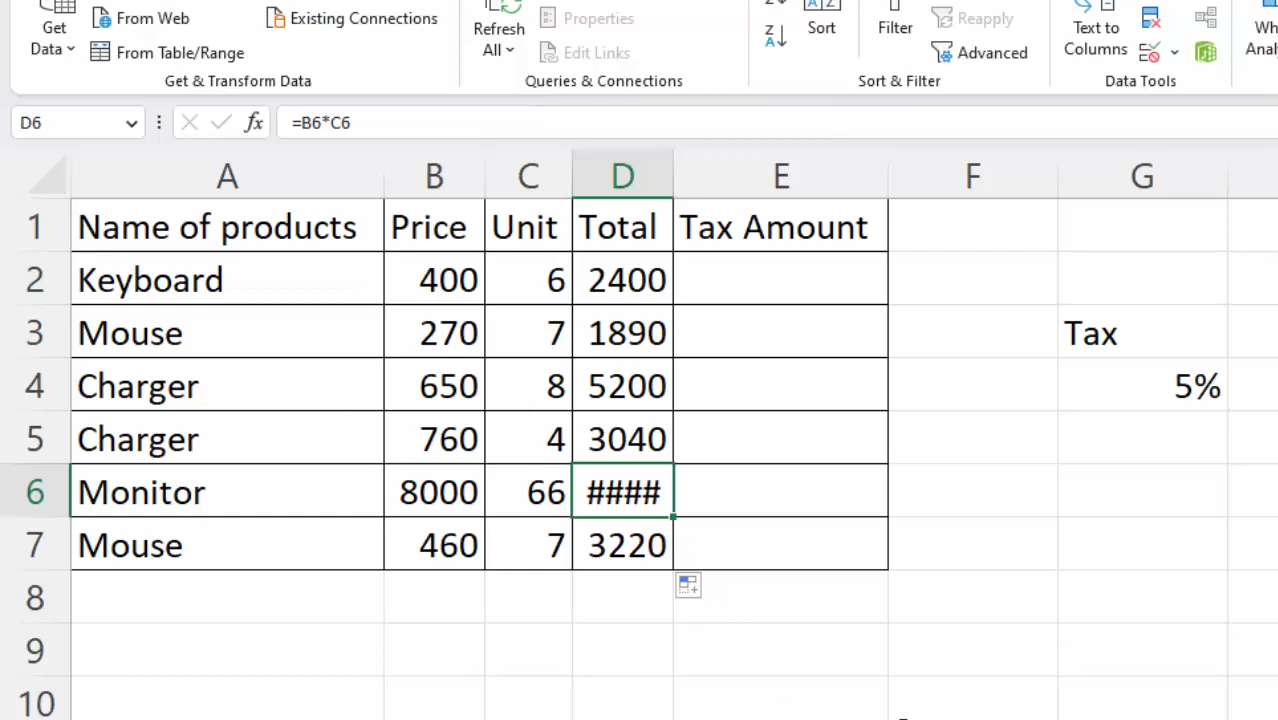 Get Data
From Web
Existing Connections
From Table/Range
Get & Transform Data
Refresh All
Properties
Edit Links
Queries & Connections
Sort
Filter
Reapply
Advanced
Sort & Filter
Text to Columns
Data Tools
D6 fx =B6*C6
A B C D E F G
1 Name of products Price Unit Total Tax Amount
2 Keyboard 400 6 2400
3 Mouse 270 7 1890 Tax
4 Charger 650 8 5200 5%
5 Charger 760 4 3040
6 Monitor 8000 66 ####
7 Mouse 460 7 3220
8
9
10